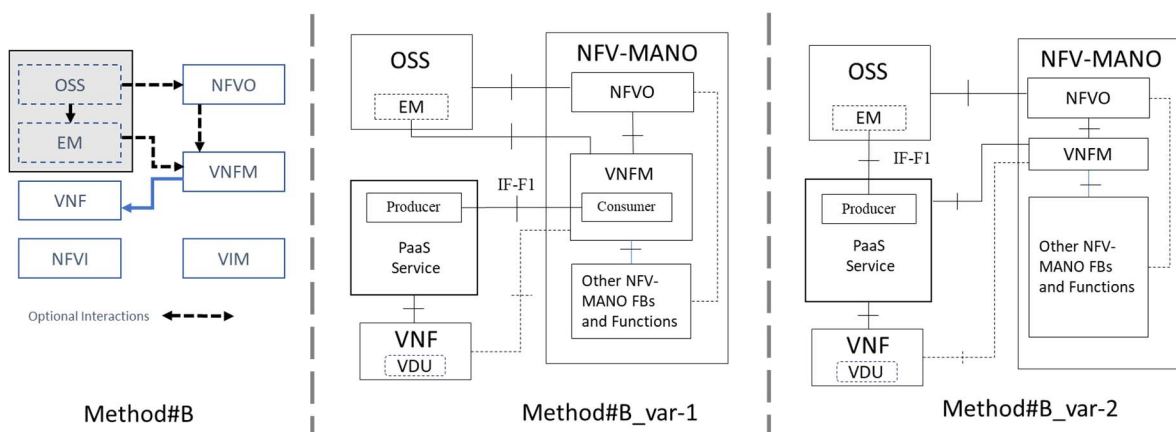 OSS
NFVO
EM
VNFM
VNF
NFVI
VIM
Optional Interactions
Method#B
OSS
EM
NFV-MANO
NFVO
VNFM
Consumer
IF-F1
Producer
PaaS
Service
Other NFV-
MANO FBs
and Functions
VNF
VDU
Method#B_var-1
OSS
EM
NFV-MANO
NFVO
VNFM
IF-F1
Producer
PaaS
Service
Other NFV-
MANO FBs
and Functions
VNF
VDU
Method#B_var-2